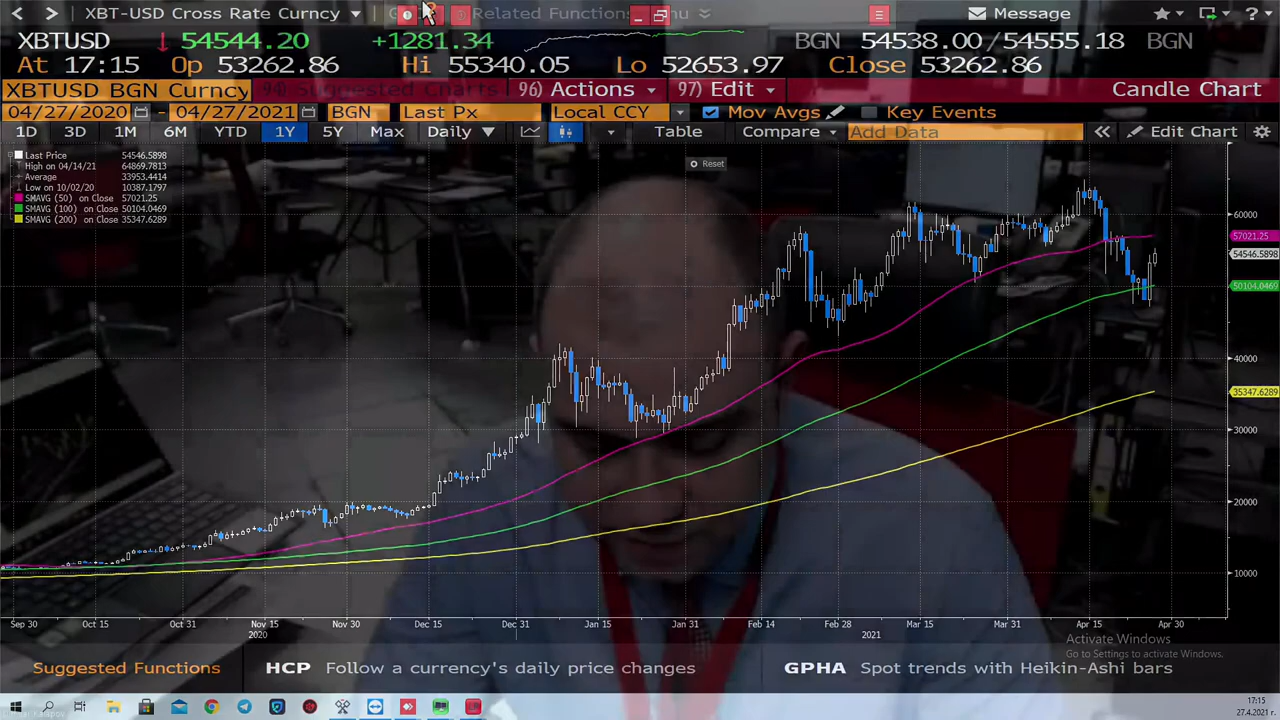 XBT-USD Cross Rate Curncy
Related Functions Menu
Message
XBTUSD 54544.20 +1281.34 BGN 54538.00/54555.18 BGN
At 17:15 Op 53262.86 Hi 55340.05 Lo 52653.97 Close 53262.86
XBTUSD BGN Curncy 94) Suggested Charts 96) Actions 97) Edit Candle Chart
04/27/2020 - 04/27/2021 BGN Last Px Local CCY Mov Avgs Key Events
1D 3D 1M 6M YTD 1Y 5Y Max Daily Table Compare Add Data Edit Chart
Reset
Last Price 54546.5898
High on 04/14/21 64869.7813
Average 33953.4414
Low on 10/02/20 10387.1797
SMAVG (50) on Close 57021.25
SMAVG (100) on Close 50104.0469
SMAVG (200) on Close 35347.6289
60000
57021.25
54546.5898
50104.0469
40000
35347.6289
30000
20000
10000
Sep 30 Oct 15 Oct 31 Nov 15 Nov 30 Dec 15 Dec 31 Jan 15 Jan 31 Feb 14 Feb 28 Mar 15 Mar 31 Apr 15 Apr 30
2020 2021
Activate Windows
Go to Settings to activate Windows.
Suggested Functions HCP Follow a currency's daily price changes GPHA Spot trends with Heikin-Ashi bars
17:15
27.4.2021 г.